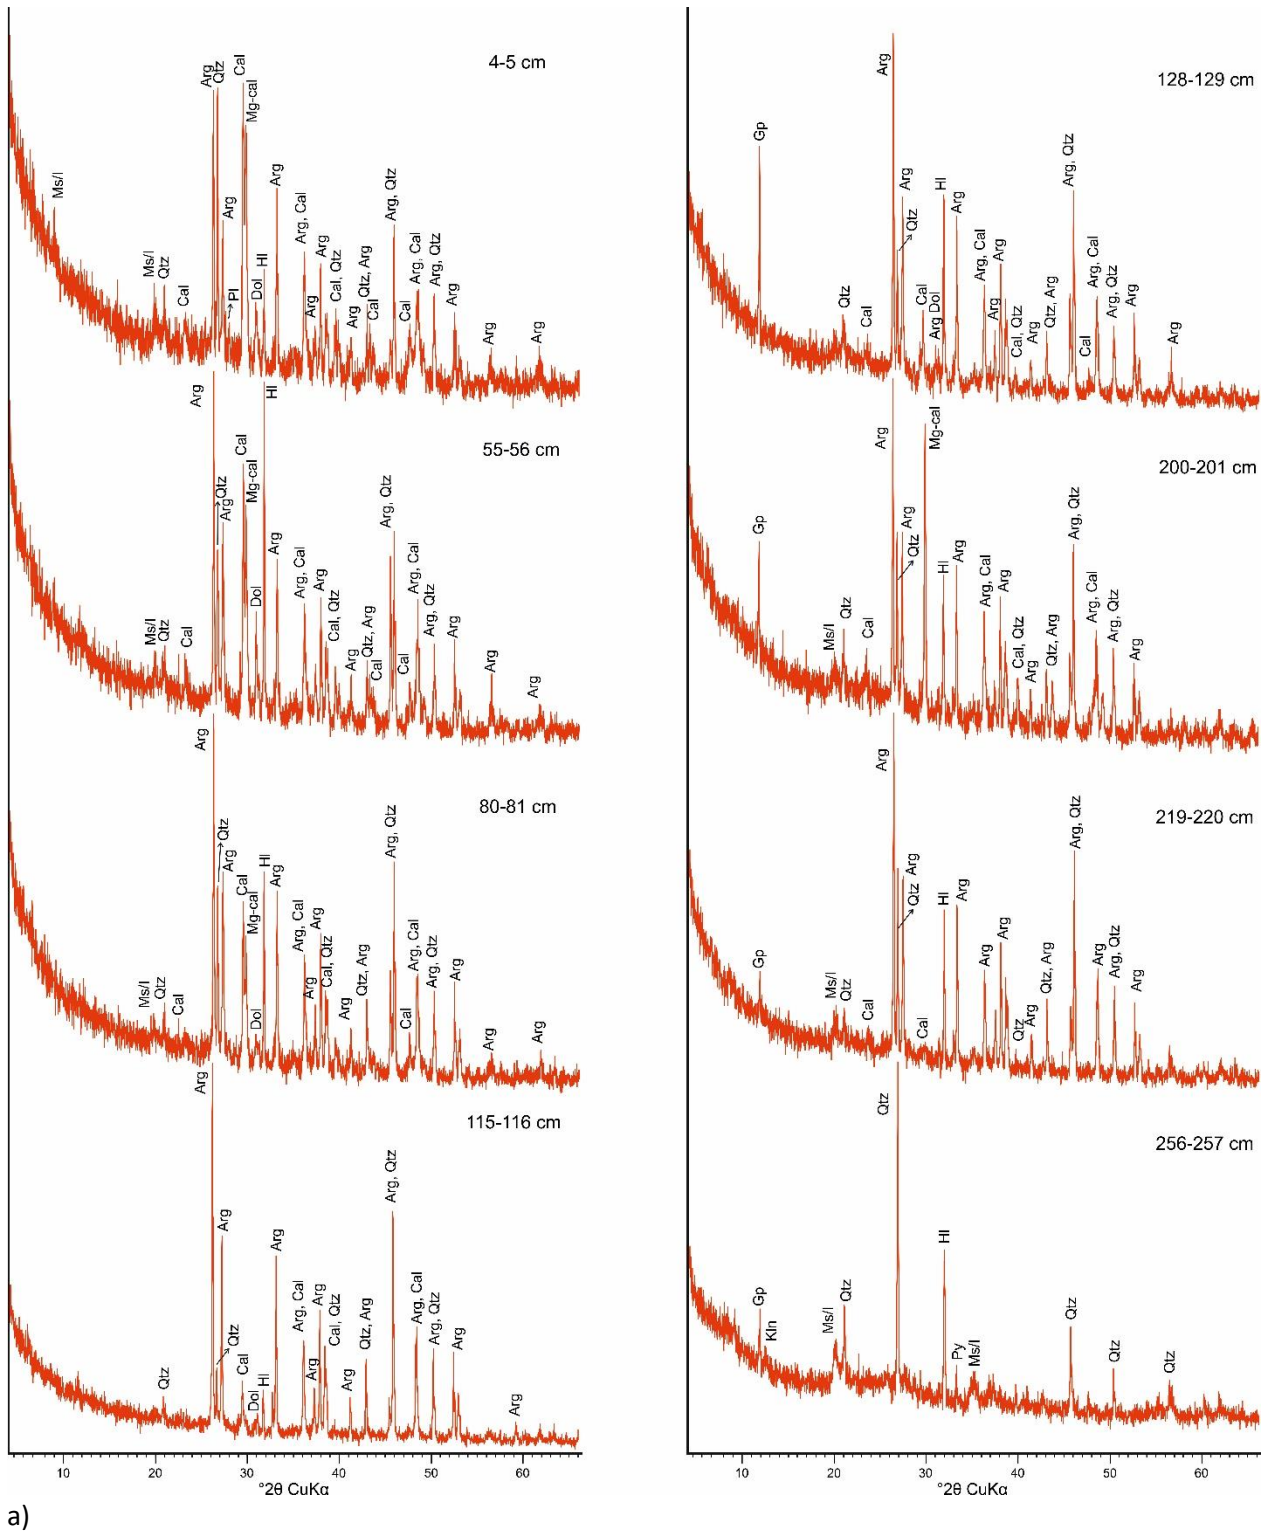 4-5 cm
Ms/I
Ms/I
Qtz
Cal
Arg
Qtz
Arg
Pl
Cal
Mg-cal
Dol
Hl
Arg
Arg, Cal
Arg
Arg
Cal, Qtz
Arg
Qtz, Arg
Cal
Arg, Qtz
Cal
Arg, Cal
Arg, Qtz
Arg
Arg
Arg
55-56 cm
Ms/I
Qtz
Cal
Arg
Qtz
Arg
Cal
Mg-cal
Dol
Hl
Arg
Arg, Cal
Arg
Cal, Qtz
Arg
Qtz, Arg
Cal
Arg, Qtz
Cal
Arg, Cal
Arg, Qtz
Arg
Arg
Arg
80-81 cm
Ms/I
Qtz
Cal
Arg
Qtz
Arg
Cal
Mg-cal
Dol
Hl
Arg
Arg, Cal
Arg
Arg
Cal, Qtz
Arg
Qtz, Arg
Arg, Qtz
Cal
Arg, Cal
Arg, Qtz
Arg
Arg
Arg
115-116 cm
Qtz
Arg
Qtz
Arg
Cal
Dol
Hl
Arg
Arg, Cal
Arg
Arg
Cal, Qtz
Arg
Qtz, Arg
Arg, Qtz
Arg, Cal
Arg, Qtz
Arg
Arg
10 20 30 40 50 60
°2θ CuKα
128-129 cm
Gp
Qtz
Cal
Arg
Qtz
Arg
Cal
Arg
Dol
Hl
Arg
Arg, Cal
Arg
Arg
Cal, Qtz
Arg
Qtz, Arg
Arg, Qtz
Cal
Arg, Cal
Arg, Qtz
Arg
Arg
200-201 cm
Gp
Ms/I
Qtz
Cal
Arg
Qtz
Arg
Mg-cal
Hl
Arg
Arg, Cal
Arg
Cal, Qtz
Arg
Qtz, Arg
Arg, Qtz
Arg, Cal
Arg, Qtz
Arg
219-220 cm
Gp
Ms/I
Qtz
Cal
Arg
Qtz
Arg
Cal
Hl
Arg
Arg
Arg
Qtz
Arg
Qtz, Arg
Arg, Qtz
Arg
Arg, Qtz
Arg
256-257 cm
Gp
Kln
Ms/I
Qtz
Qtz
Hl
Py
Ms/I
Qtz
Qtz
Qtz
10 20 30 40 50 60
°2θ CuKα
a)